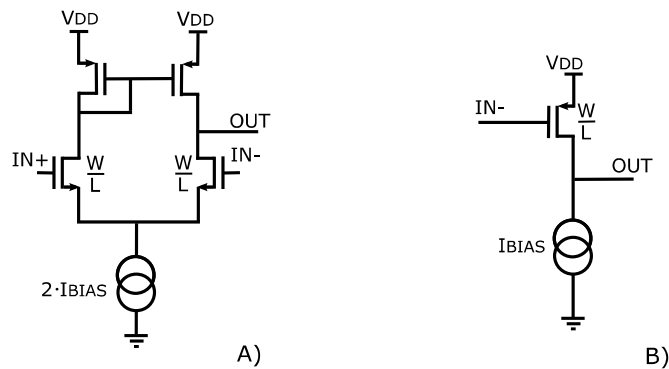 VDD
VDD
OUT
IN+
W
L
W
L
IN-
2·IBIAS
A)
VDD
IN-
W
L
OUT
IBIAS
B)